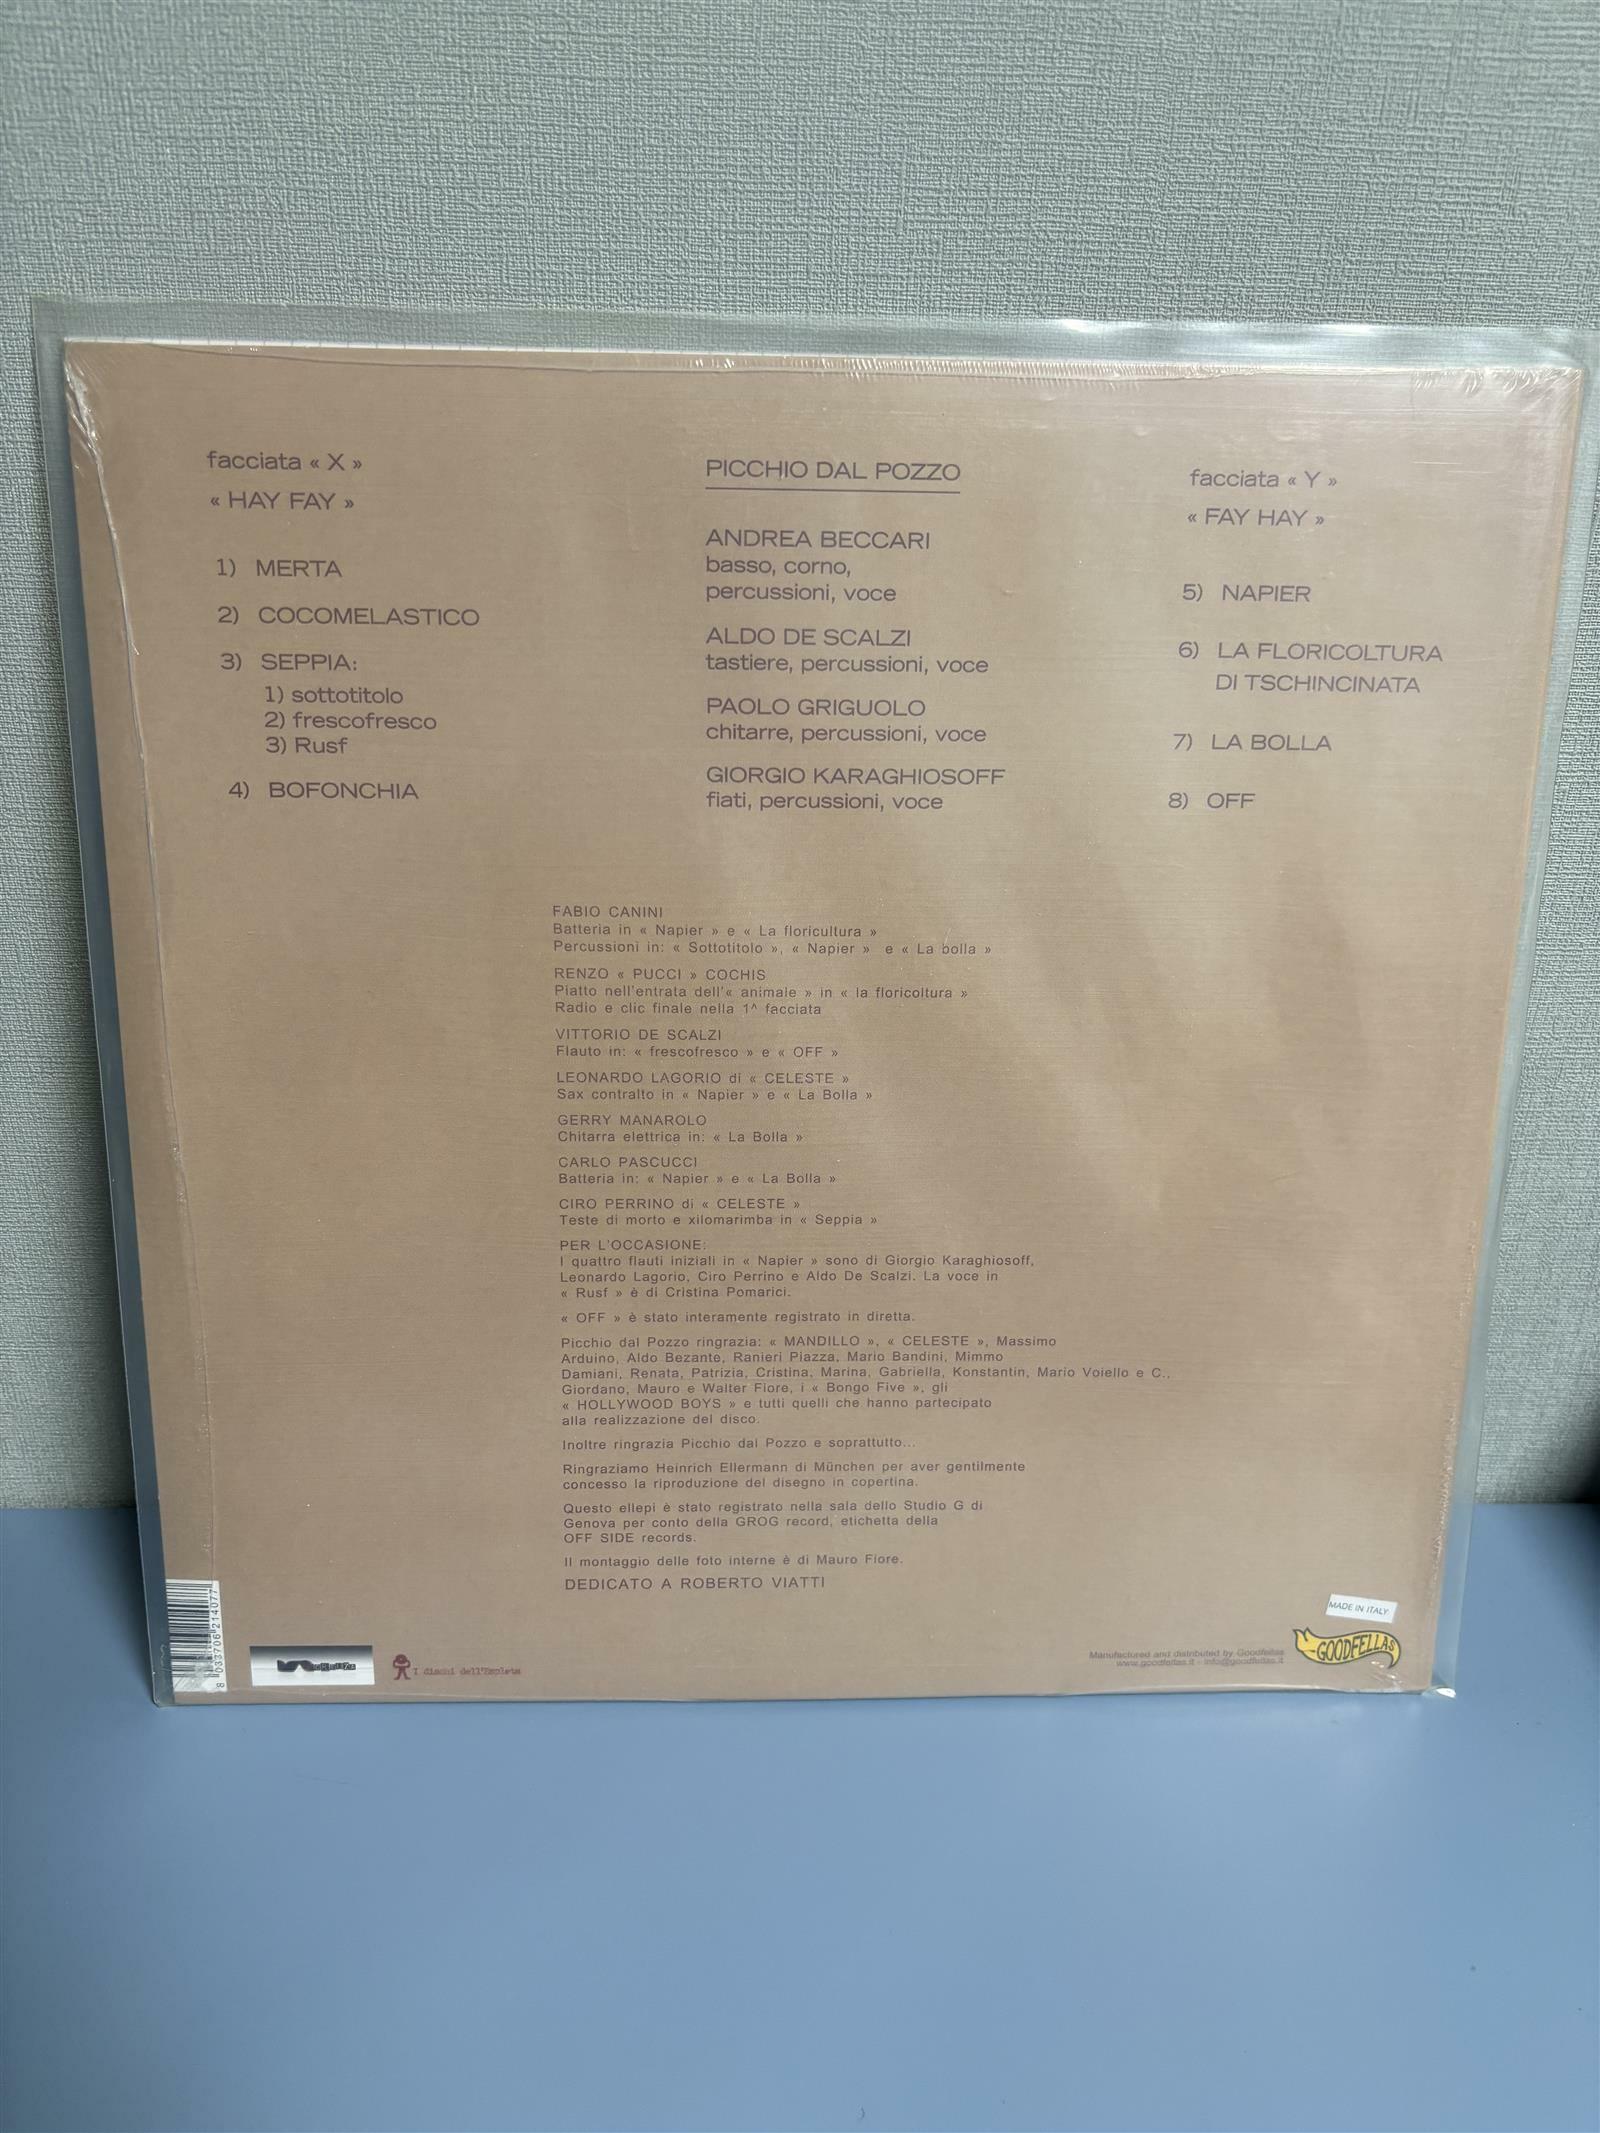 facciata « X »
« HAY FAY »
1) MERTA
2) COCOMELASTICO
3) SEPPIA:
1) sottotitolo
2) frescofresco
3) Rusf
4) BOFONCHIA
PICCHIO DAL POZZO
ANDREA BECCARI
basso, corno,
percussioni, voce
ALDO DE SCALZI
tastiere, percussioni, voce
PAOLO GRIGUOLO
chitarre, percussioni, voce
GIORGIO KARAGHIOSOFF
fiati, percussioni, voce
facciata « Y »
« FAY HAY »
5) NAPIER
6) LA FLORICOLTURA
DI TSCHINCINATA
7) LA BOLLA
8) OFF
FABIO CANINI
Batteria in « Napier » e « La floricultura »
Percussioni in: « Sottotitolo », « Napier » e « La bolla »
RENZO « PUCCI » COCHIS
Piatto nell'entrata dell'« animale » in « la floricoltura »
Radio e clic finale nella 1^ facciata
VITTORIO DE SCALZI
Flauto in: « frescofresco » e « OFF »
LEONARDO LAGORIO di « CELESTE »
Sax contralto in « Napier » e « La Bolla »
GERRY MANAROLO
Chitarra elettrica in: « La Bolla »
CARLO PASCUCCI
Batteria in: « Napier » e « La Bolla »
CIRO PERRINO di « CELESTE »
Teste di morto e xilomarimba in « Seppia »
PER L'OCCASIONE:
I quattro flauti iniziali in « Napier » sono di Giorgio Karaghiosoff,
Leonardo Lagorio, Ciro Perrino e Aldo De Scalzi. La voce in
« Rusf » è di Cristina Pomarici.
« OFF » è stato interamente registrato in diretta.
Picchio dal Pozzo ringrazia: « MANDILLO », « CELESTE », Massimo
Arduino, Aldo Bezante, Ranieri Piazza, Mario Bandini, Mimmo
Damiani, Renata, Patrizia, Cristina, Marina, Gabriella, Konstantin, Mario Voiello e C.,
Giordano, Mauro e Walter Fiore, i « Bongo Five », gli
« HOLLYWOOD BOYS » e tutti quelli che hanno partecipato
alla realizzazione del disco.
Inoltre ringrazia Picchio dal Pozzo e soprattutto...
Ringraziamo Heinrich Ellermann di München per aver gentilmente
concesso la riproduzione del disegno in copertina.
Questo ellepi è stato registrato nella sala dello Studio G di
Genova per conto della GROG record, etichetta della
OFF SIDE records.
Il montaggio delle foto interne è di Mauro Fiore.
DEDICATO A ROBERTO VIATTI
8 033706 214077
I dischi dell'Espleta
Manufactured and distributed by Goodfellas
www.goodfellas.it - info@goodfellas.it
MADE IN ITALY
GOODFELLAS